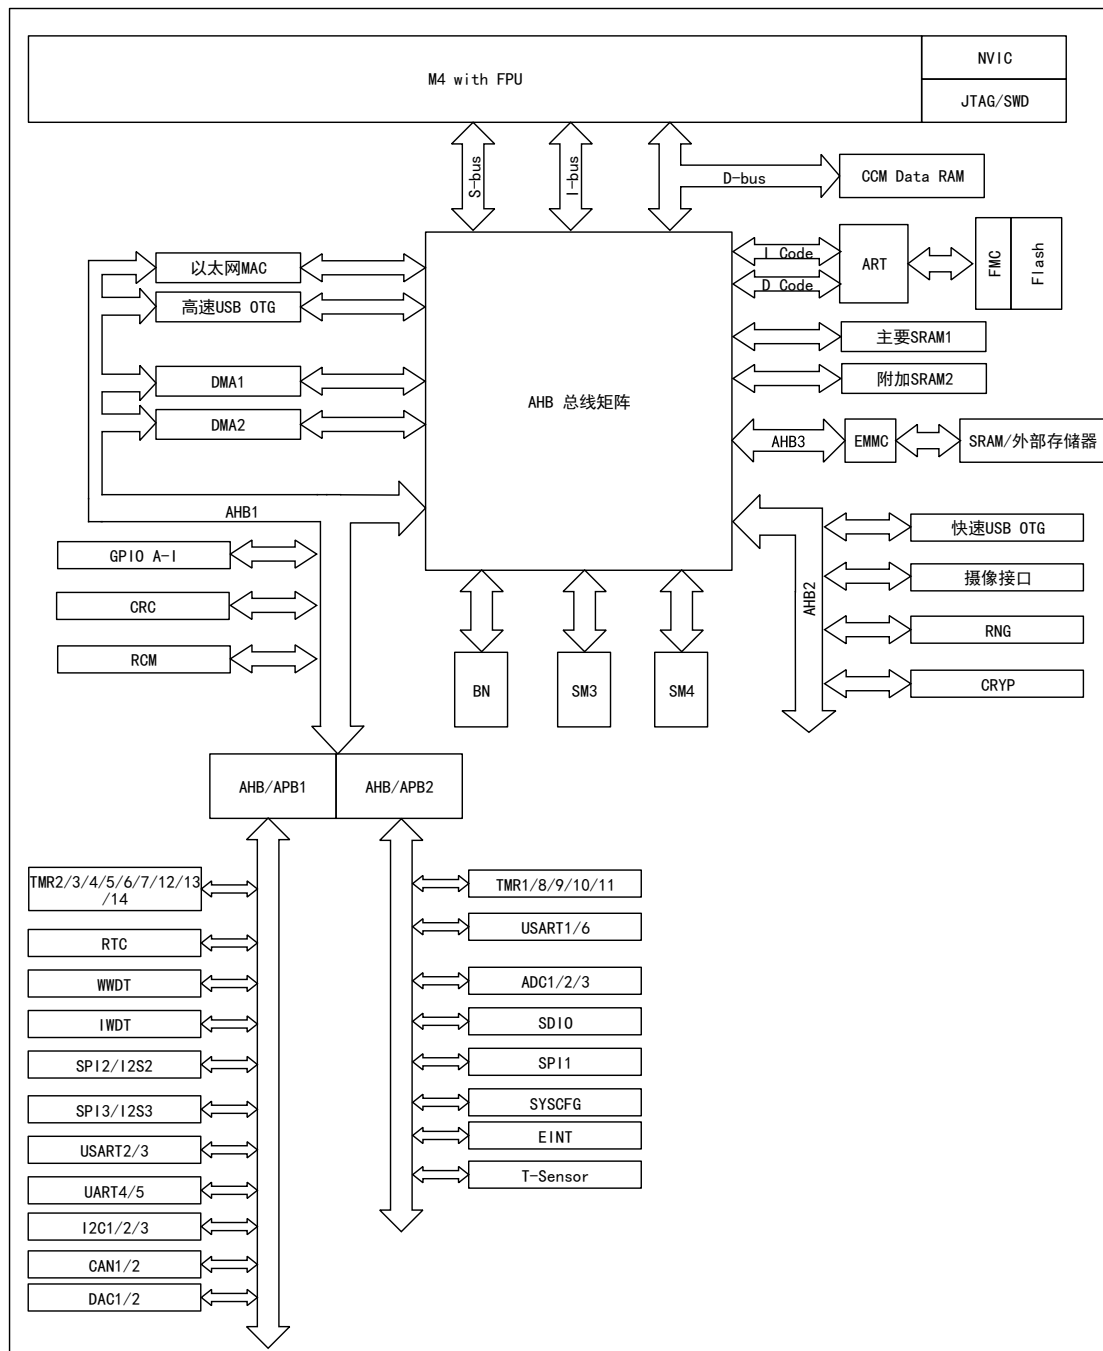 M4 with FPU
NVIC
JTAG/SWD
S-bus
I-bus
D-bus
CCM Data RAM
以太网MAC
高速USB OTG
DMA1
DMA2
AHB1
AHB 总线矩阵
I Code
D Code
ART
FMC
Flash
主要SRAM1
附加SRAM2
AHB3
EMMC
SRAM/外部存储器
GPIO A-I
CRC
RCM
AHB2
快速USB OTG
摄像接口
RNG
CRYP
BN
SM3
SM4
AHB/APB1
AHB/APB2
TMR2/3/4/5/6/7/12/13
/14
RTC
WWDT
IWDT
SPI2/I2S2
SPI3/I2S3
USART2/3
UART4/5
I2C1/2/3
CAN1/2
DAC1/2
TMR1/8/9/10/11
USART1/6
ADC1/2/3
SDIO
SPI1
SYSCFG
EINT
T-Sensor